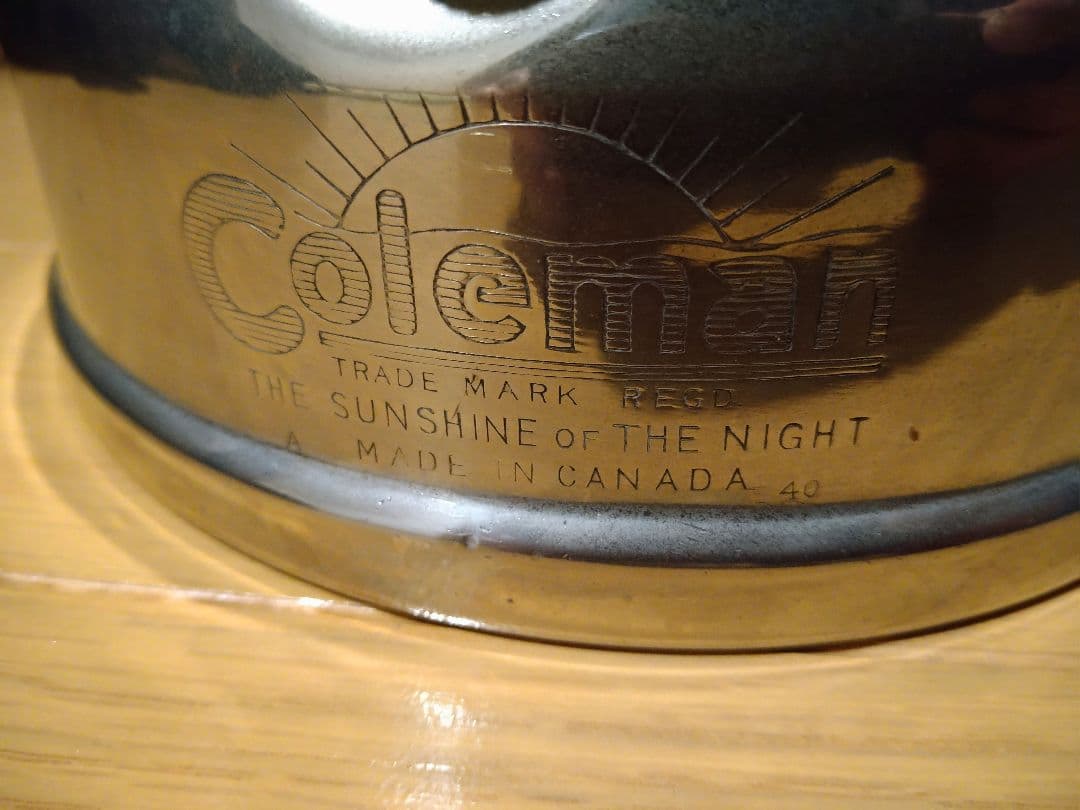 Coleman
TRADE MARK REGD.
THE SUNSHINE OF THE NIGHT
A MADE IN CANADA 40